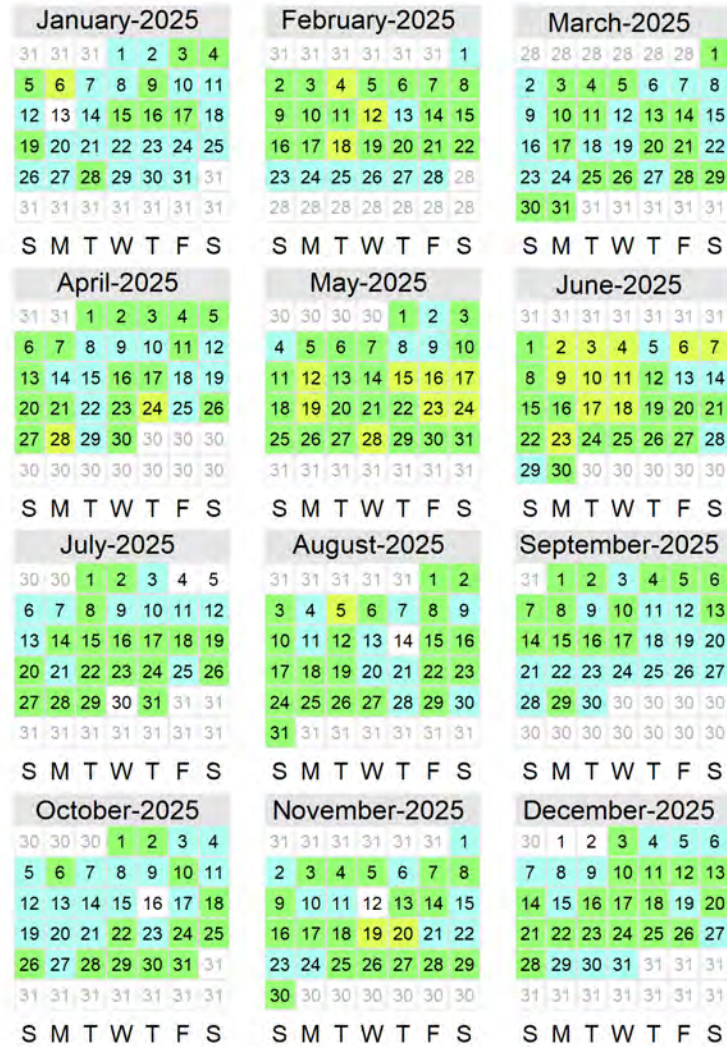 January-2025
31 31 31 1 2 3 4
5 6 7 8 9 10 11
12 13 14 15 16 17 18
19 20 21 22 23 24 25
26 27 28 29 30 31 31
31 31 31 31 31 31 31
S M T W T F S
February-2025
31 31 31 31 31 31 1
2 3 4 5 6 7 8
9 10 11 12 13 14 15
16 17 18 19 20 21 22
23 24 25 26 27 28 28
28 28 28 28 28 28 28
S M T W T F S
March-2025
28 28 28 28 28 28 1
2 3 4 5 6 7 8
9 10 11 12 13 14 15
16 17 18 19 20 21 22
23 24 25 26 27 28 29
30 31 31 31 31 31 31
S M T W T F S
April-2025
31 31 1 2 3 4 5
6 7 8 9 10 11 12
13 14 15 16 17 18 19
20 21 22 23 24 25 26
27 28 29 30 30 30 30
30 30 30 30 30 30 30
S M T W T F S
May-2025
30 30 30 30 1 2 3
4 5 6 7 8 9 10
11 12 13 14 15 16 17
18 19 20 21 22 23 24
25 26 27 28 29 30 31
31 31 31 31 31 31 31
S M T W T F S
June-2025
31 31 31 31 31 31 31
1 2 3 4 5 6 7
8 9 10 11 12 13 14
15 16 17 18 19 20 21
22 23 24 25 26 27 28
29 30 30 30 30 30 30
S M T W T F S
July-2025
30 30 1 2 3 4 5
6 7 8 9 10 11 12
13 14 15 16 17 18 19
20 21 22 23 24 25 26
27 28 29 30 31 31 31
31 31 31 31 31 31 31
S M T W T F S
August-2025
31 31 31 31 31 1 2
3 4 5 6 7 8 9
10 11 12 13 14 15 16
17 18 19 20 21 22 23
24 25 26 27 28 29 30
31 31 31 31 31 31 31
S M T W T F S
September-2025
31 1 2 3 4 5 6
7 8 9 10 11 12 13
14 15 16 17 18 19 20
21 22 23 24 25 26 27
28 29 30 30 30 30 30
30 30 30 30 30 30 30
S M T W T F S
October-2025
30 30 30 1 2 3 4
5 6 7 8 9 10 11
12 13 14 15 16 17 18
19 20 21 22 23 24 25
26 27 28 29 30 31 31
31 31 31 31 31 31 31
S M T W T F S
November-2025
31 31 31 31 31 31 1
2 3 4 5 6 7 8
9 10 11 12 13 14 15
16 17 18 19 20 21 22
23 24 25 26 27 28 29
30 30 30 30 30 30 30
S M T W T F S
December-2025
30 1 2 3 4 5 6
7 8 9 10 11 12 13
14 15 16 17 18 19 20
21 22 23 24 25 26 27
28 29 30 31 31 31 31
31 31 31 31 31 31 31
S M T W T F S